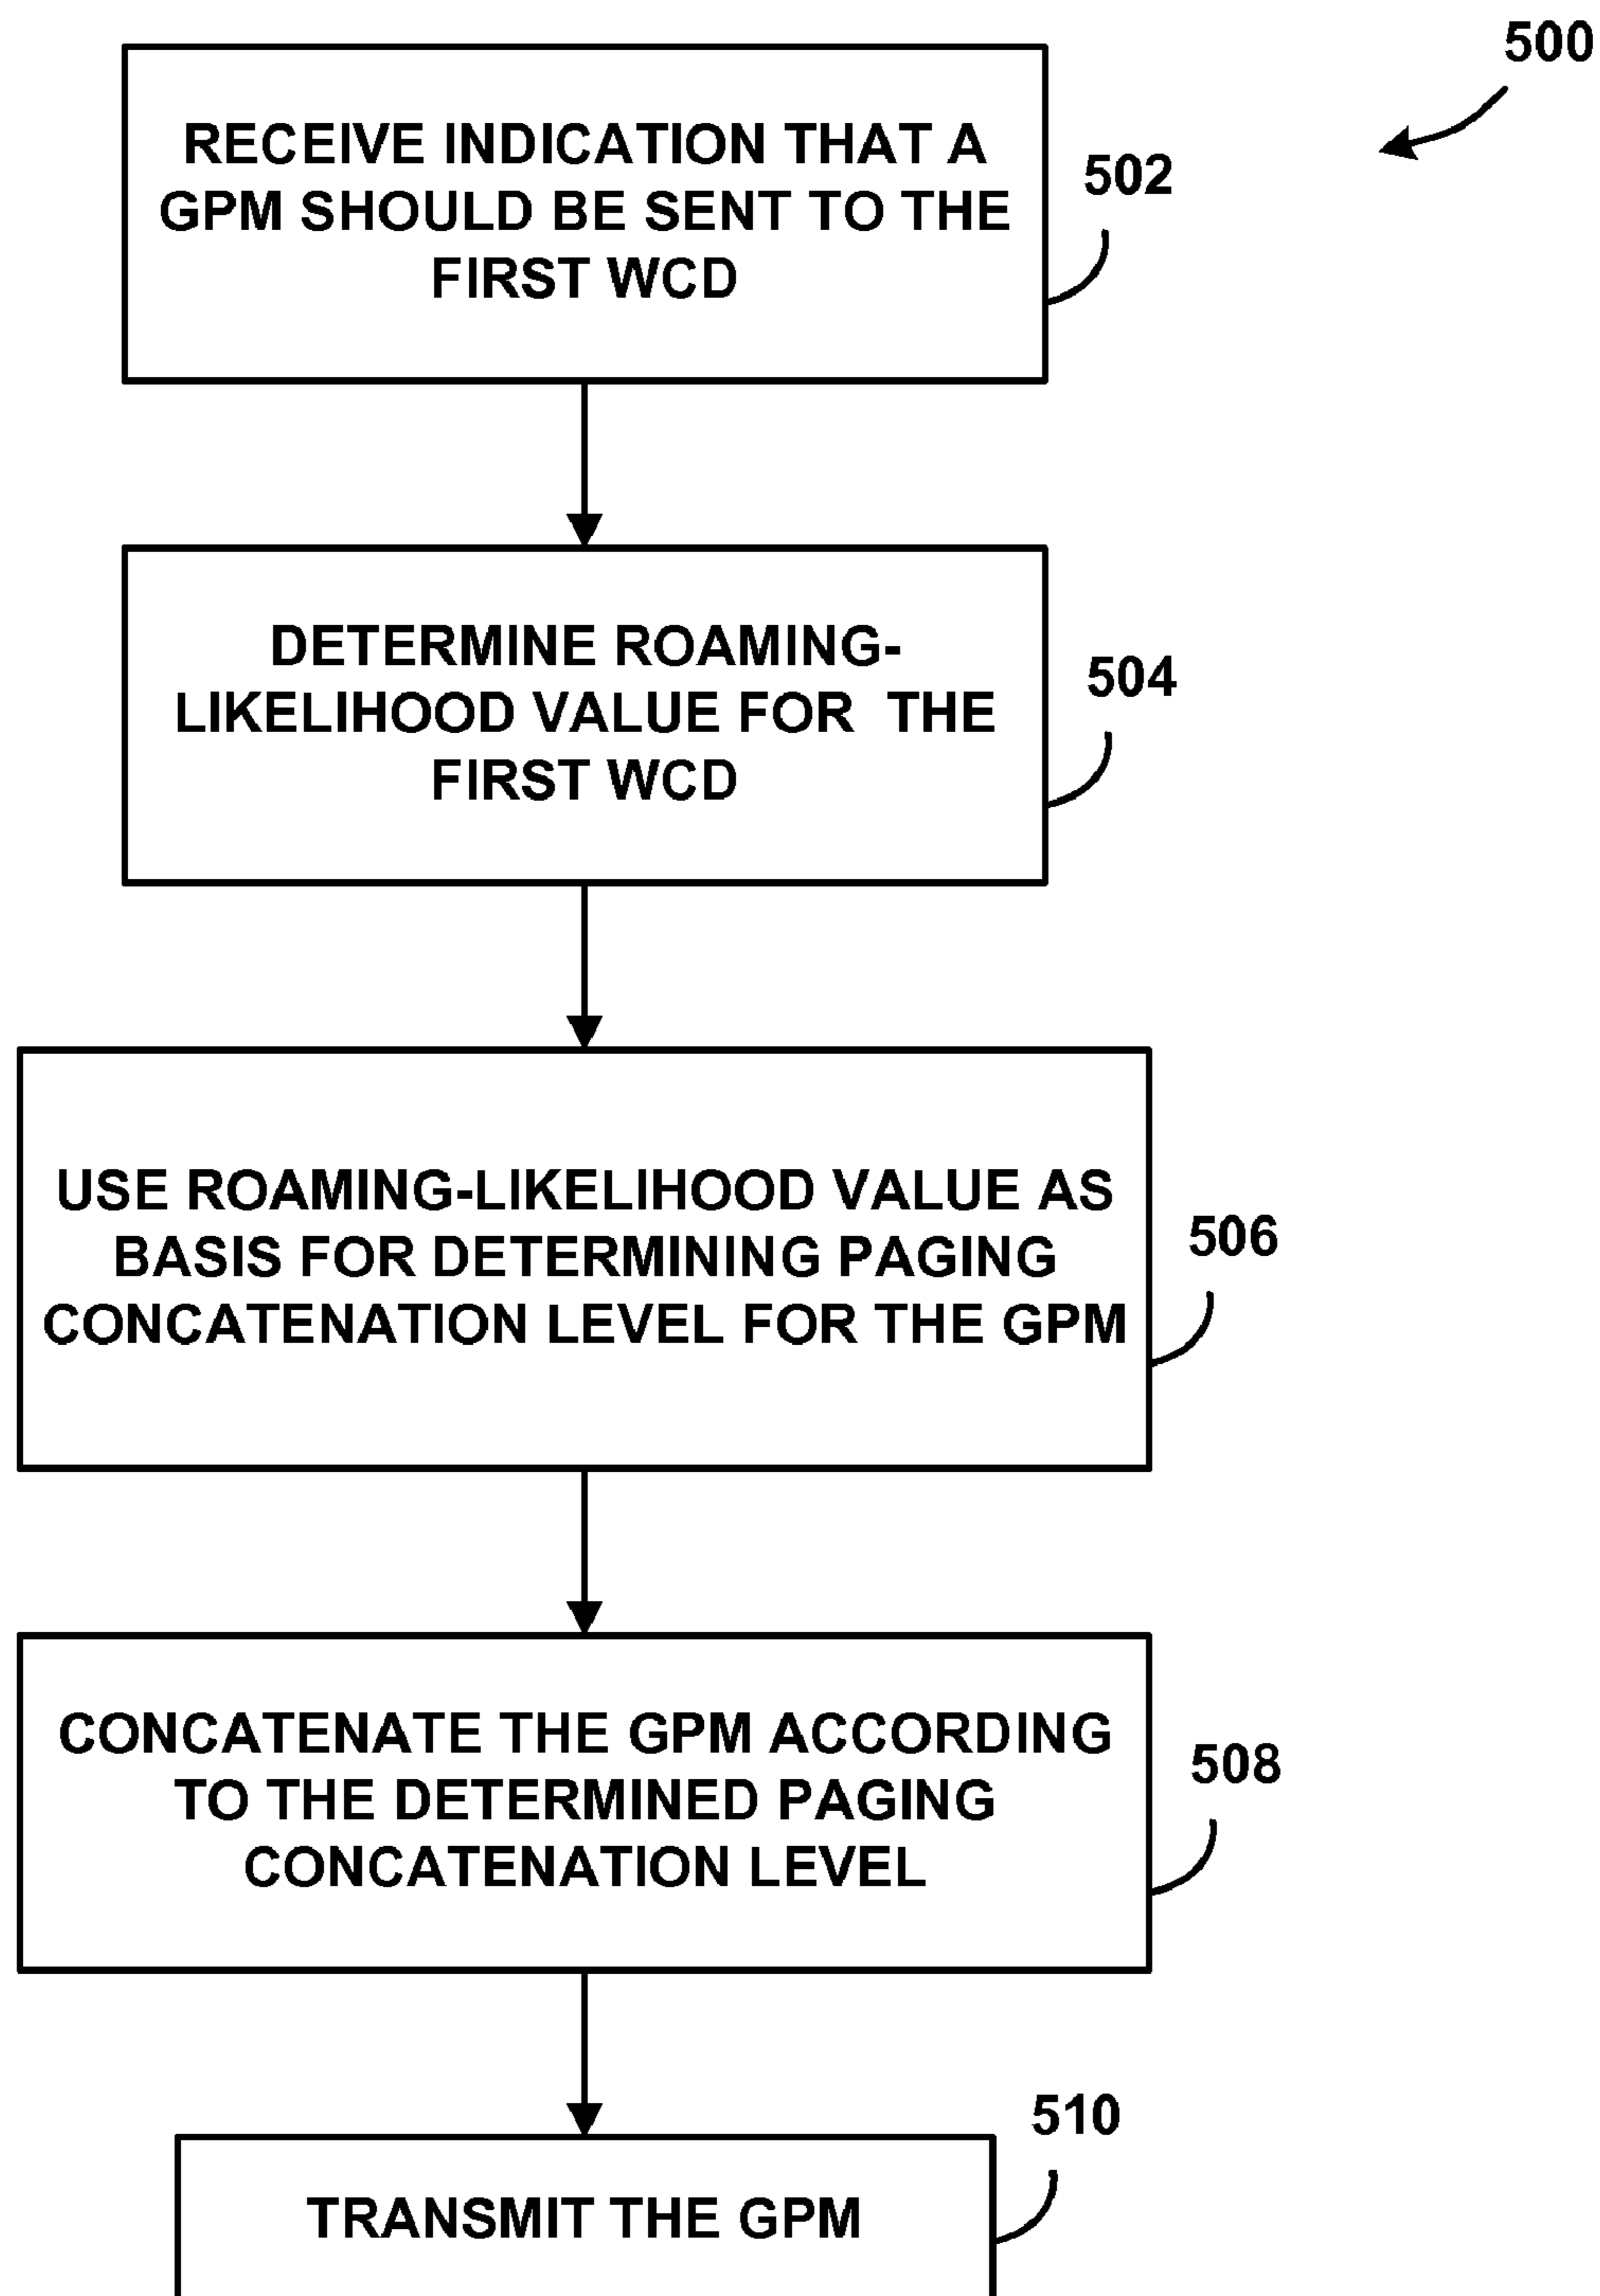 500
RECEIVE INDICATION THAT A
GPM SHOULD BE SENT TO THE
FIRST WCD
502
DETERMINE ROAMING-
LIKELIHOOD VALUE FOR THE
FIRST WCD
504
USE ROAMING-LIKELIHOOD VALUE AS
BASIS FOR DETERMINING PAGING
CONCATENATION LEVEL FOR THE GPM
506
CONCATENATE THE GPM ACCORDING
TO THE DETERMINED PAGING
CONCATENATION LEVEL
508
TRANSMIT THE GPM
510